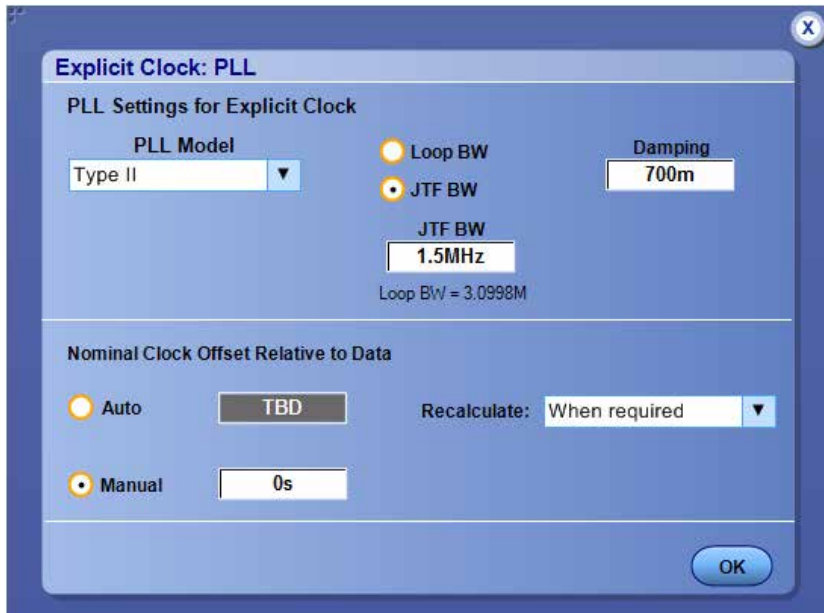 X
Explicit Clock: PLL
PLL Settings for Explicit Clock
PLL Model
Type II
Loop BW
JTF BW
JTF BW
1.5MHz
Loop BW = 3.0998M
Damping
700m
Nominal Clock Offset Relative to Data
Auto
TBD
Recalculate:
When required
Manual
0s
OK